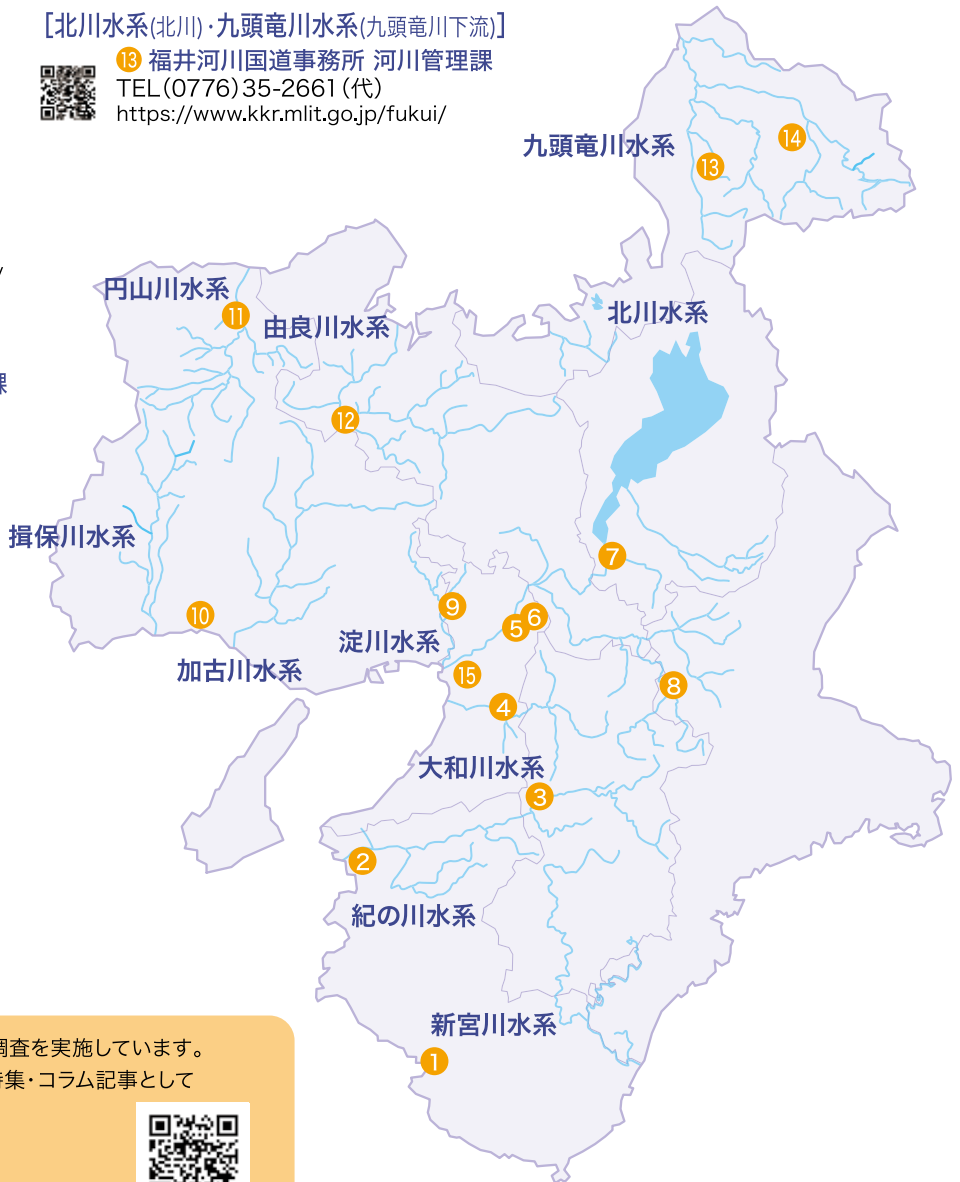 [北川水系(北川)・九頭竜川水系(九頭竜川下流)]
⑬ 福井河川国道事務所 河川管理課
TEL(0776)35-2661(代)
https://www.kkr.mlit.go.jp/fukui/
九頭竜川水系
⑬
⑭
/
円山川水系
⑪
由良川水系
北川水系
課
⑫
揖保川水系
⑦
⑨
⑩
⑤
⑥
淀川水系
加古川水系
⑮
⑧
④
大和川水系
③
②
紀の川水系
新宮川水系
①
調査を実施しています。
特集・コラム記事として